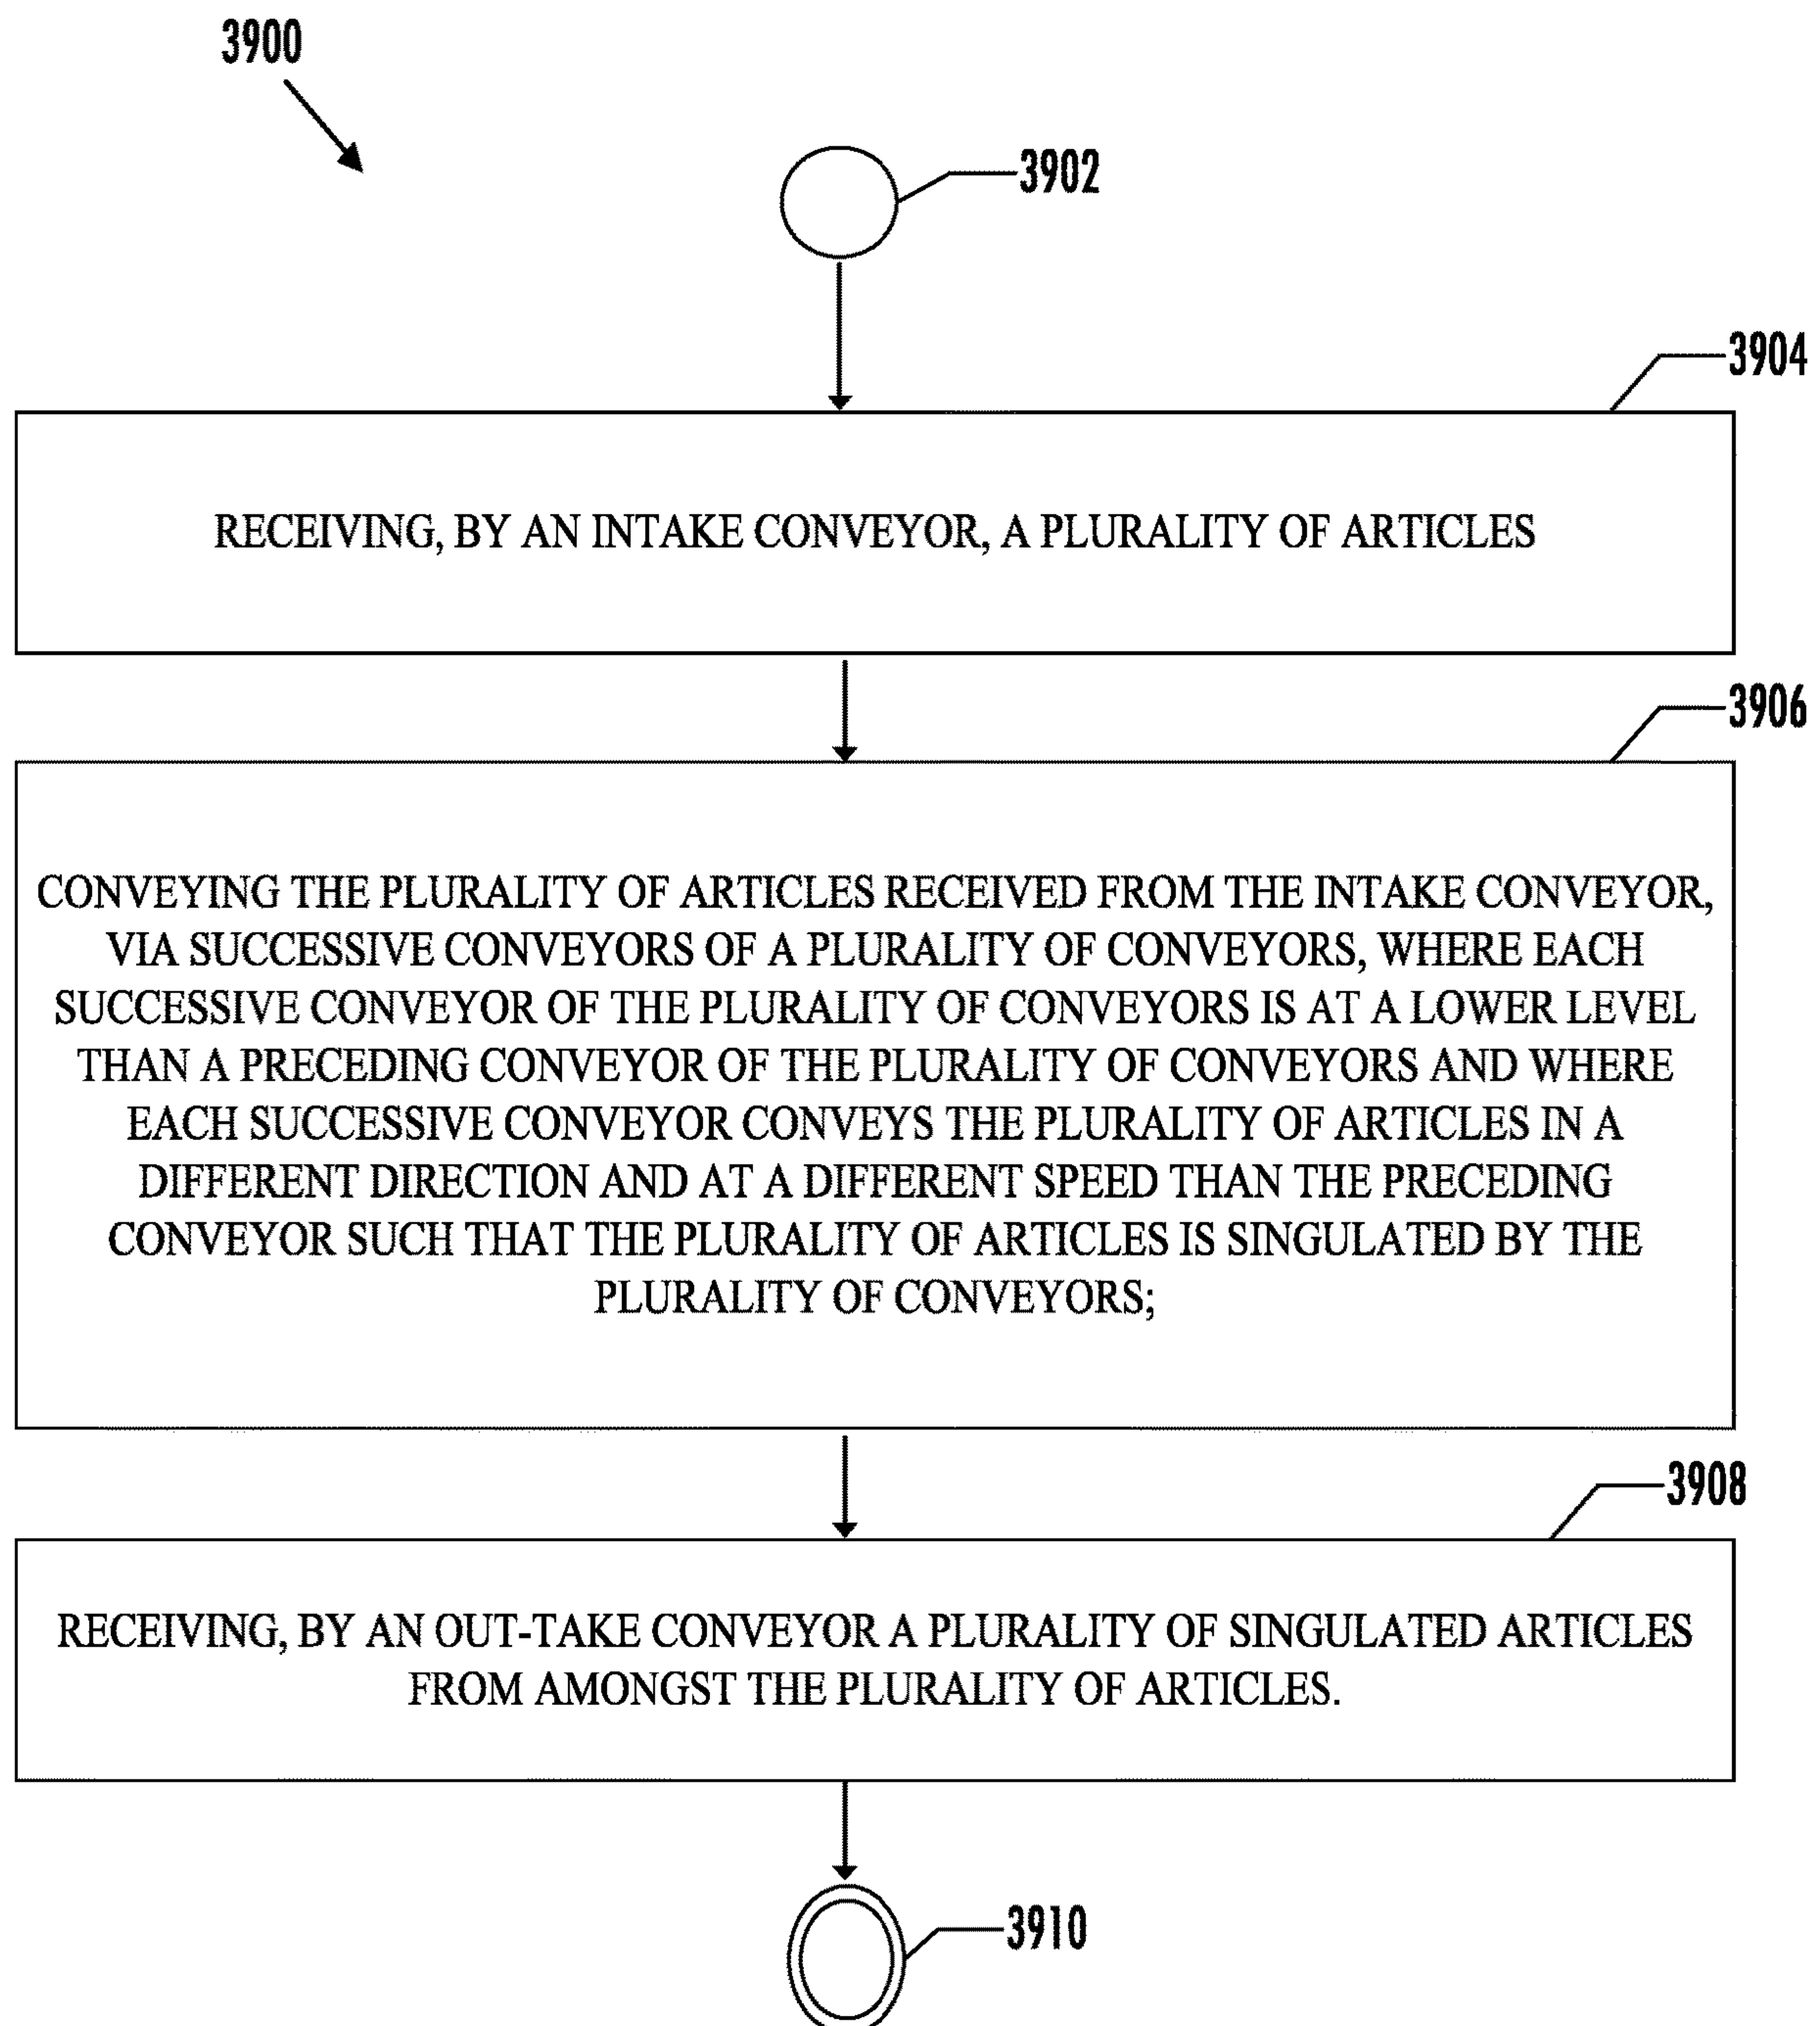 3900
3902
3904
RECEIVING, BY AN INTAKE CONVEYOR, A PLURALITY OF ARTICLES
3906
CONVEYING THE PLURALITY OF ARTICLES RECEIVED FROM THE INTAKE CONVEYOR,
VIA SUCCESSIVE CONVEYORS OF A PLURALITY OF CONVEYORS, WHERE EACH
SUCCESSIVE CONVEYOR OF THE PLURALITY OF CONVEYORS IS AT A LOWER LEVEL
THAN A PRECEDING CONVEYOR OF THE PLURALITY OF CONVEYORS AND WHERE
EACH SUCCESSIVE CONVEYOR CONVEYS THE PLURALITY OF ARTICLES IN A
DIFFERENT DIRECTION AND AT A DIFFERENT SPEED THAN THE PRECEDING
CONVEYOR SUCH THAT THE PLURALITY OF ARTICLES IS SINGULATED BY THE
PLURALITY OF CONVEYORS;
3908
RECEIVING, BY AN OUT-TAKE CONVEYOR A PLURALITY OF SINGULATED ARTICLES
FROM AMONGST THE PLURALITY OF ARTICLES.
3910